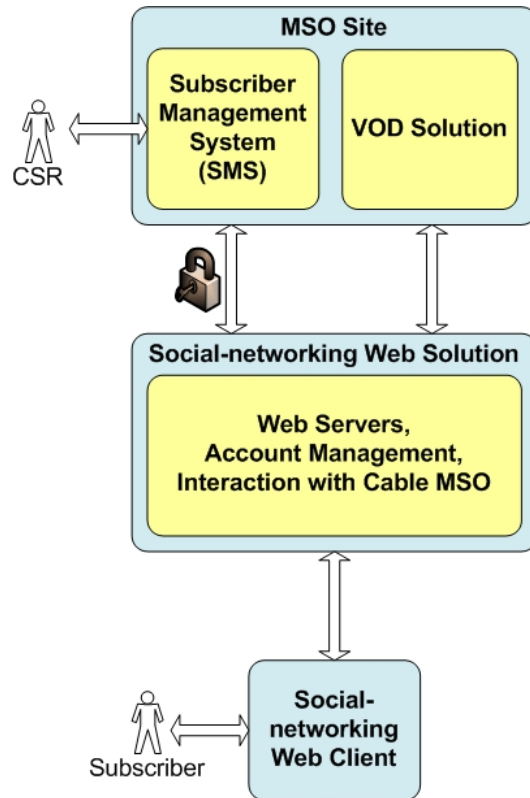 MSO Site
Subscriber
Management
System
(SMS)
VOD Solution
CSR
Social-networking Web Solution
Web Servers,
Account Management,
Interaction with Cable MSO
Social-
networking
Web Client
Subscriber